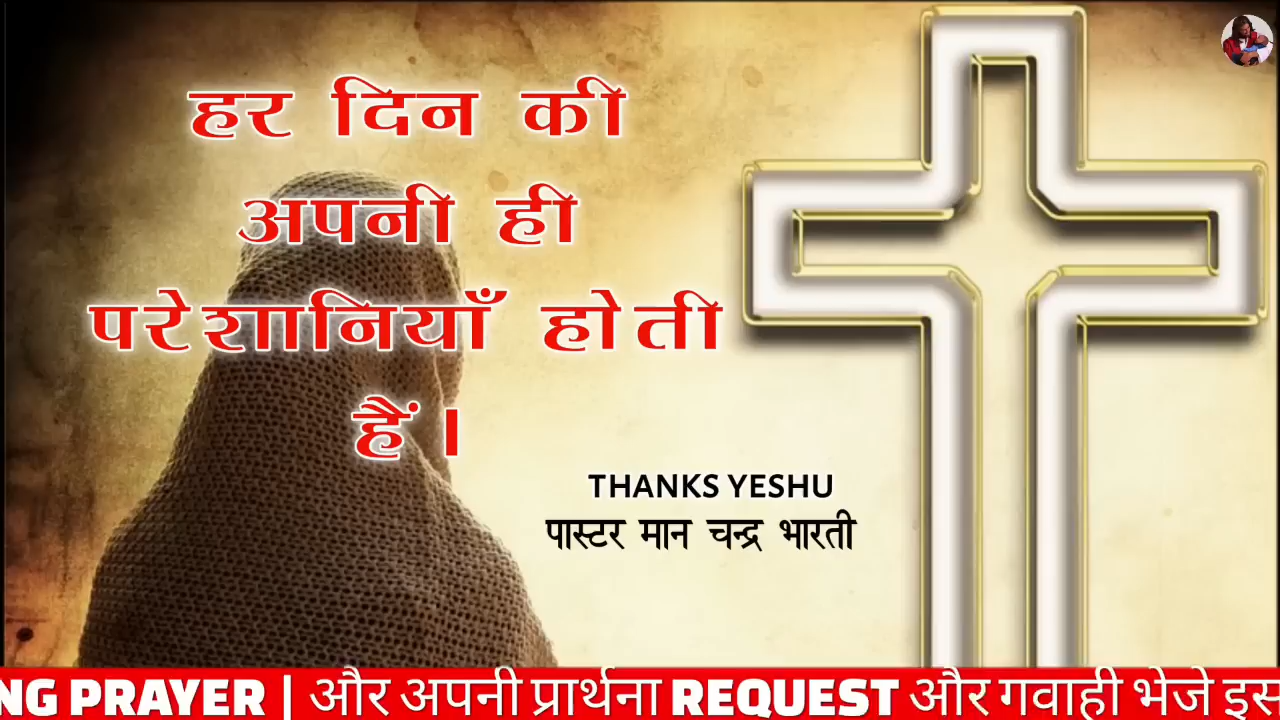 हर दिन की
अपनी ही
परेशानियाँ होती
हैं।
THANKS YESHU
पास्टर मान चन्द्र भारती
NG PRAYER | और अपनी प्रार्थना REQUEST और गवाही भेजे इस